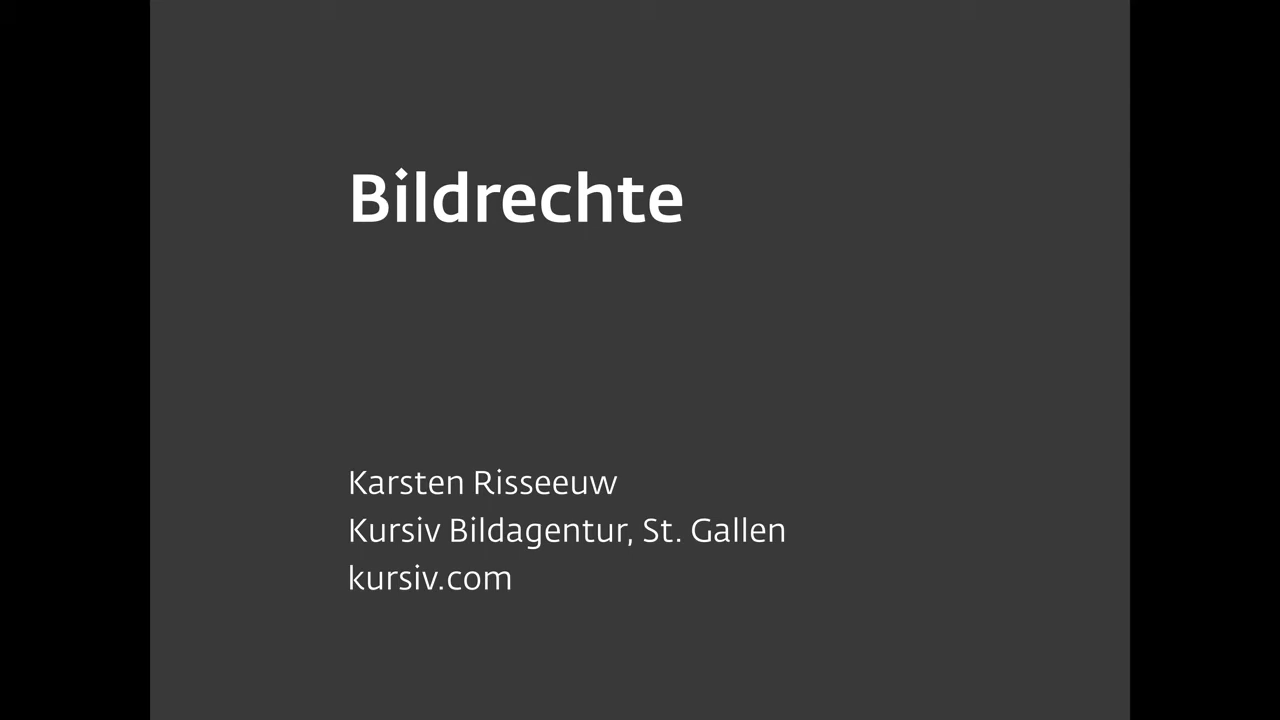 Bildrechte
Karsten Risseeuw
Kursiv Bildagentur, St. Gallen
kursiv.com